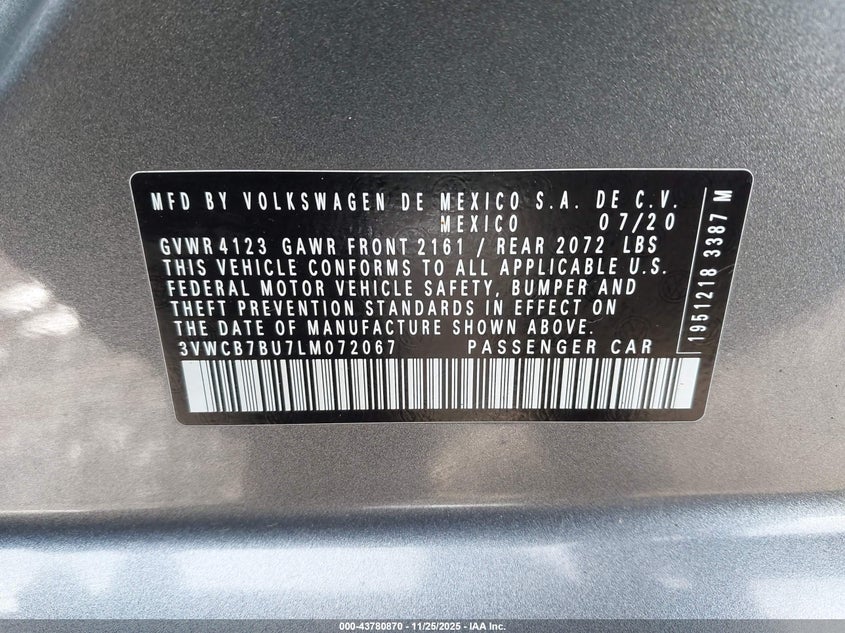 MFD BY VOLKSWAGEN DE MEXICO S.A. DE C.V.
MEXICO 07/20
GVWR 4123 GAWR FRONT 2161 / REAR 2072 LBS
THIS VEHICLE CONFORMS TO ALL APPLICABLE U.S.
FEDERAL MOTOR VEHICLE SAFETY, BUMPER AND
THEFT PREVENTION STANDARDS IN EFFECT ON
THE DATE OF MANUFACTURE SHOWN ABOVE.
3VWCB7BU7LM072067 PASSENGER CAR
1951218 3387 M
000-43780870 - 11/25/2025 - IAA Inc.